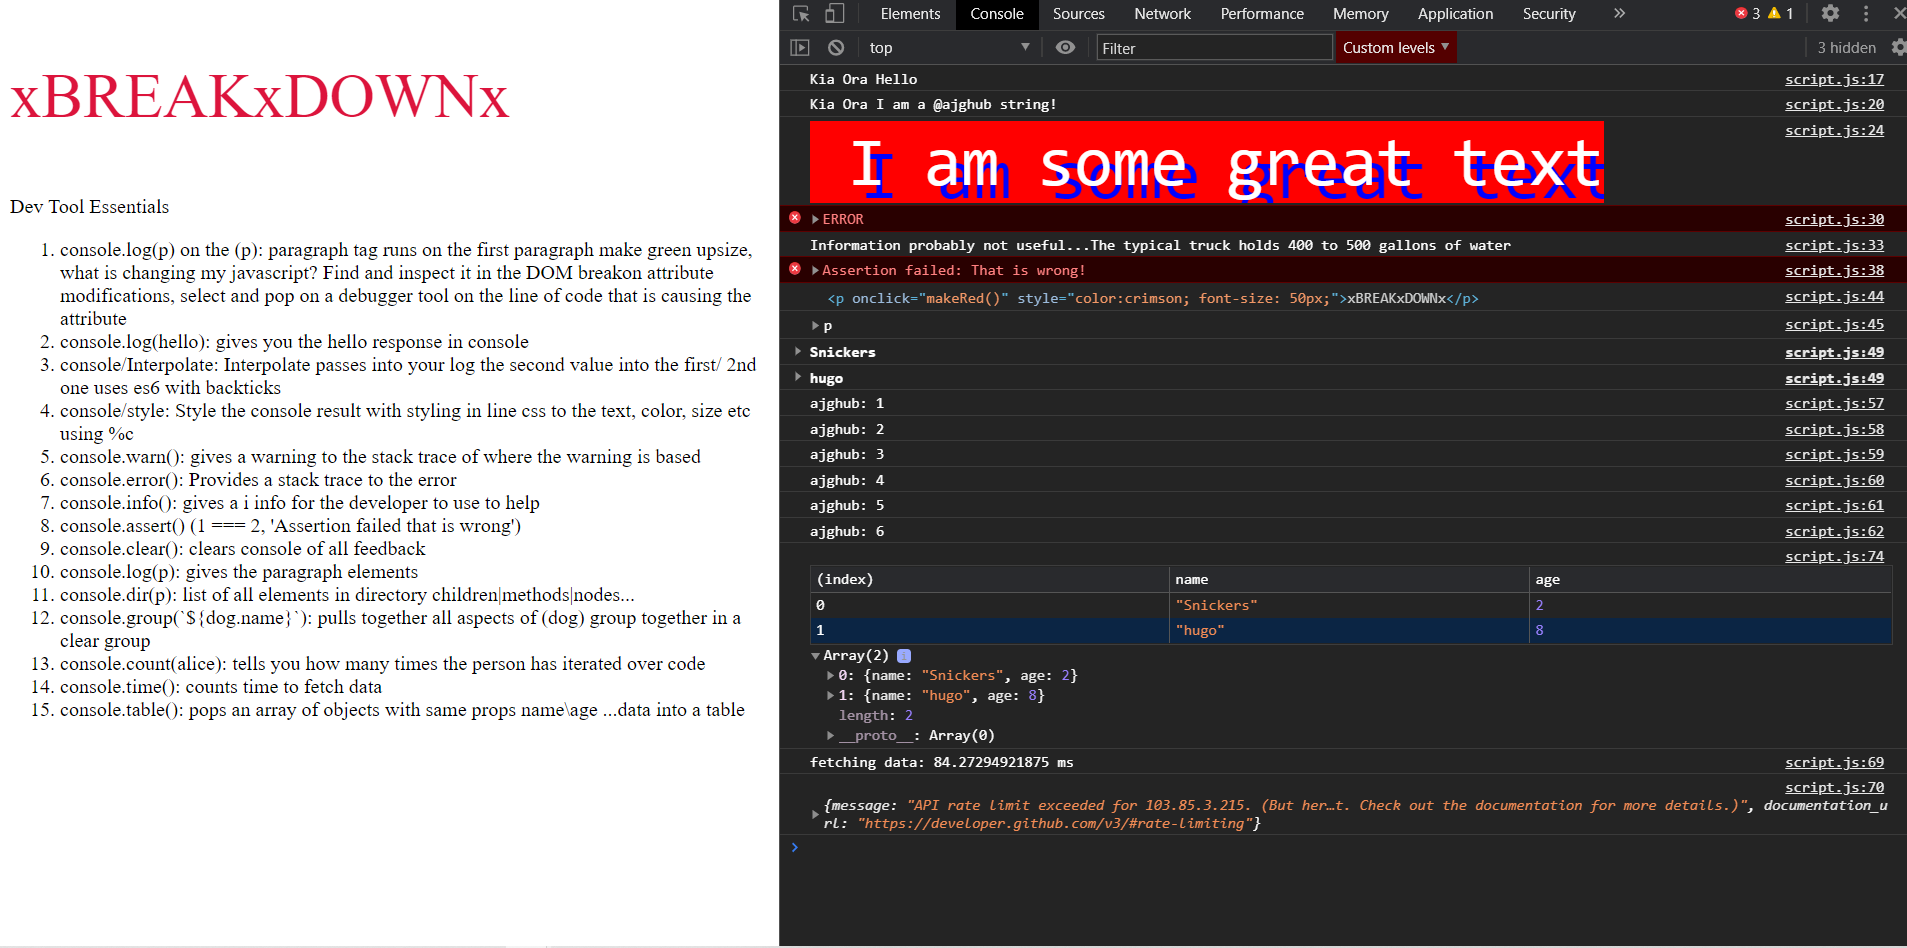 xBREAKxDOWNx
Dev Tool Essentials
1. console.log(p) on the (p): paragraph tag runs on the first paragraph make green upsize,
what is changing my javascript? Find and inspect it in the DOM breakon attribute
modifications, select and pop on a debugger tool on the line of code that is causing the
attribute
2. console.log(hello): gives you the hello response in console
3. console/Interpolate: Interpolate passes into your log the second value into the first/ 2nd
one uses es6 with backticks
4. console/style: Style the console result with styling in line css to the text, color, size etc
using %c
5. console.warn(): gives a warning to the stack trace of where the warning is based
6. console.error(): Provides a stack trace to the error
7. console.info(): gives a i info for the developer to use to help
8. console.assert() (1 === 2, 'Assertion failed that is wrong')
9. console.clear(): clears console of all feedback
10. console.log(p): gives the paragraph elements
11. console.dir(p): list of all elements in directory children|methods|nodes...
12. console.group(`${dog.name}`): pulls together all aspects of (dog) group together in a
clear group
13. console.count(alice): tells you how many times the person has iterated over code
14. console.time(): counts time to fetch data
15. console.table(): pops an array of objects with same props name\age ...data into a table
Elements Console Sources Network Performance Memory Application Security » 3 1
top Filter Custom levels 3 hidden
Kia Ora Hello script.js:17
Kia Ora I am a @ajghub string! script.js:20
I am some great text script.js:24
ERROR script.js:30
Information probably not useful...The typical truck holds 400 to 500 gallons of water script.js:33
Assertion failed: That is wrong! script.js:38
<p onclick="makeRed()" style="color:crimson; font-size: 50px;">xBREAKxDOWNx</p> script.js:44
p script.js:45
Snickers script.js:49
hugo script.js:49
ajghub: 1 script.js:57
ajghub: 2 script.js:58
ajghub: 3 script.js:59
ajghub: 4 script.js:60
ajghub: 5 script.js:61
ajghub: 6 script.js:62
script.js:74
(index) name age
0 "Snickers" 2
1 "hugo" 8
Array(2) i
0: {name: "Snickers", age: 2}
1: {name: "hugo", age: 8}
length: 2
__proto__: Array(0)
fetching data: 84.27294921875 ms script.js:69
script.js:70
{message: "API rate limit exceeded for 103.85.3.215. (But her…t. Check out the documentation for more details.)", documentation_u
rl: "https://developer.github.com/v3/#rate-limiting"}